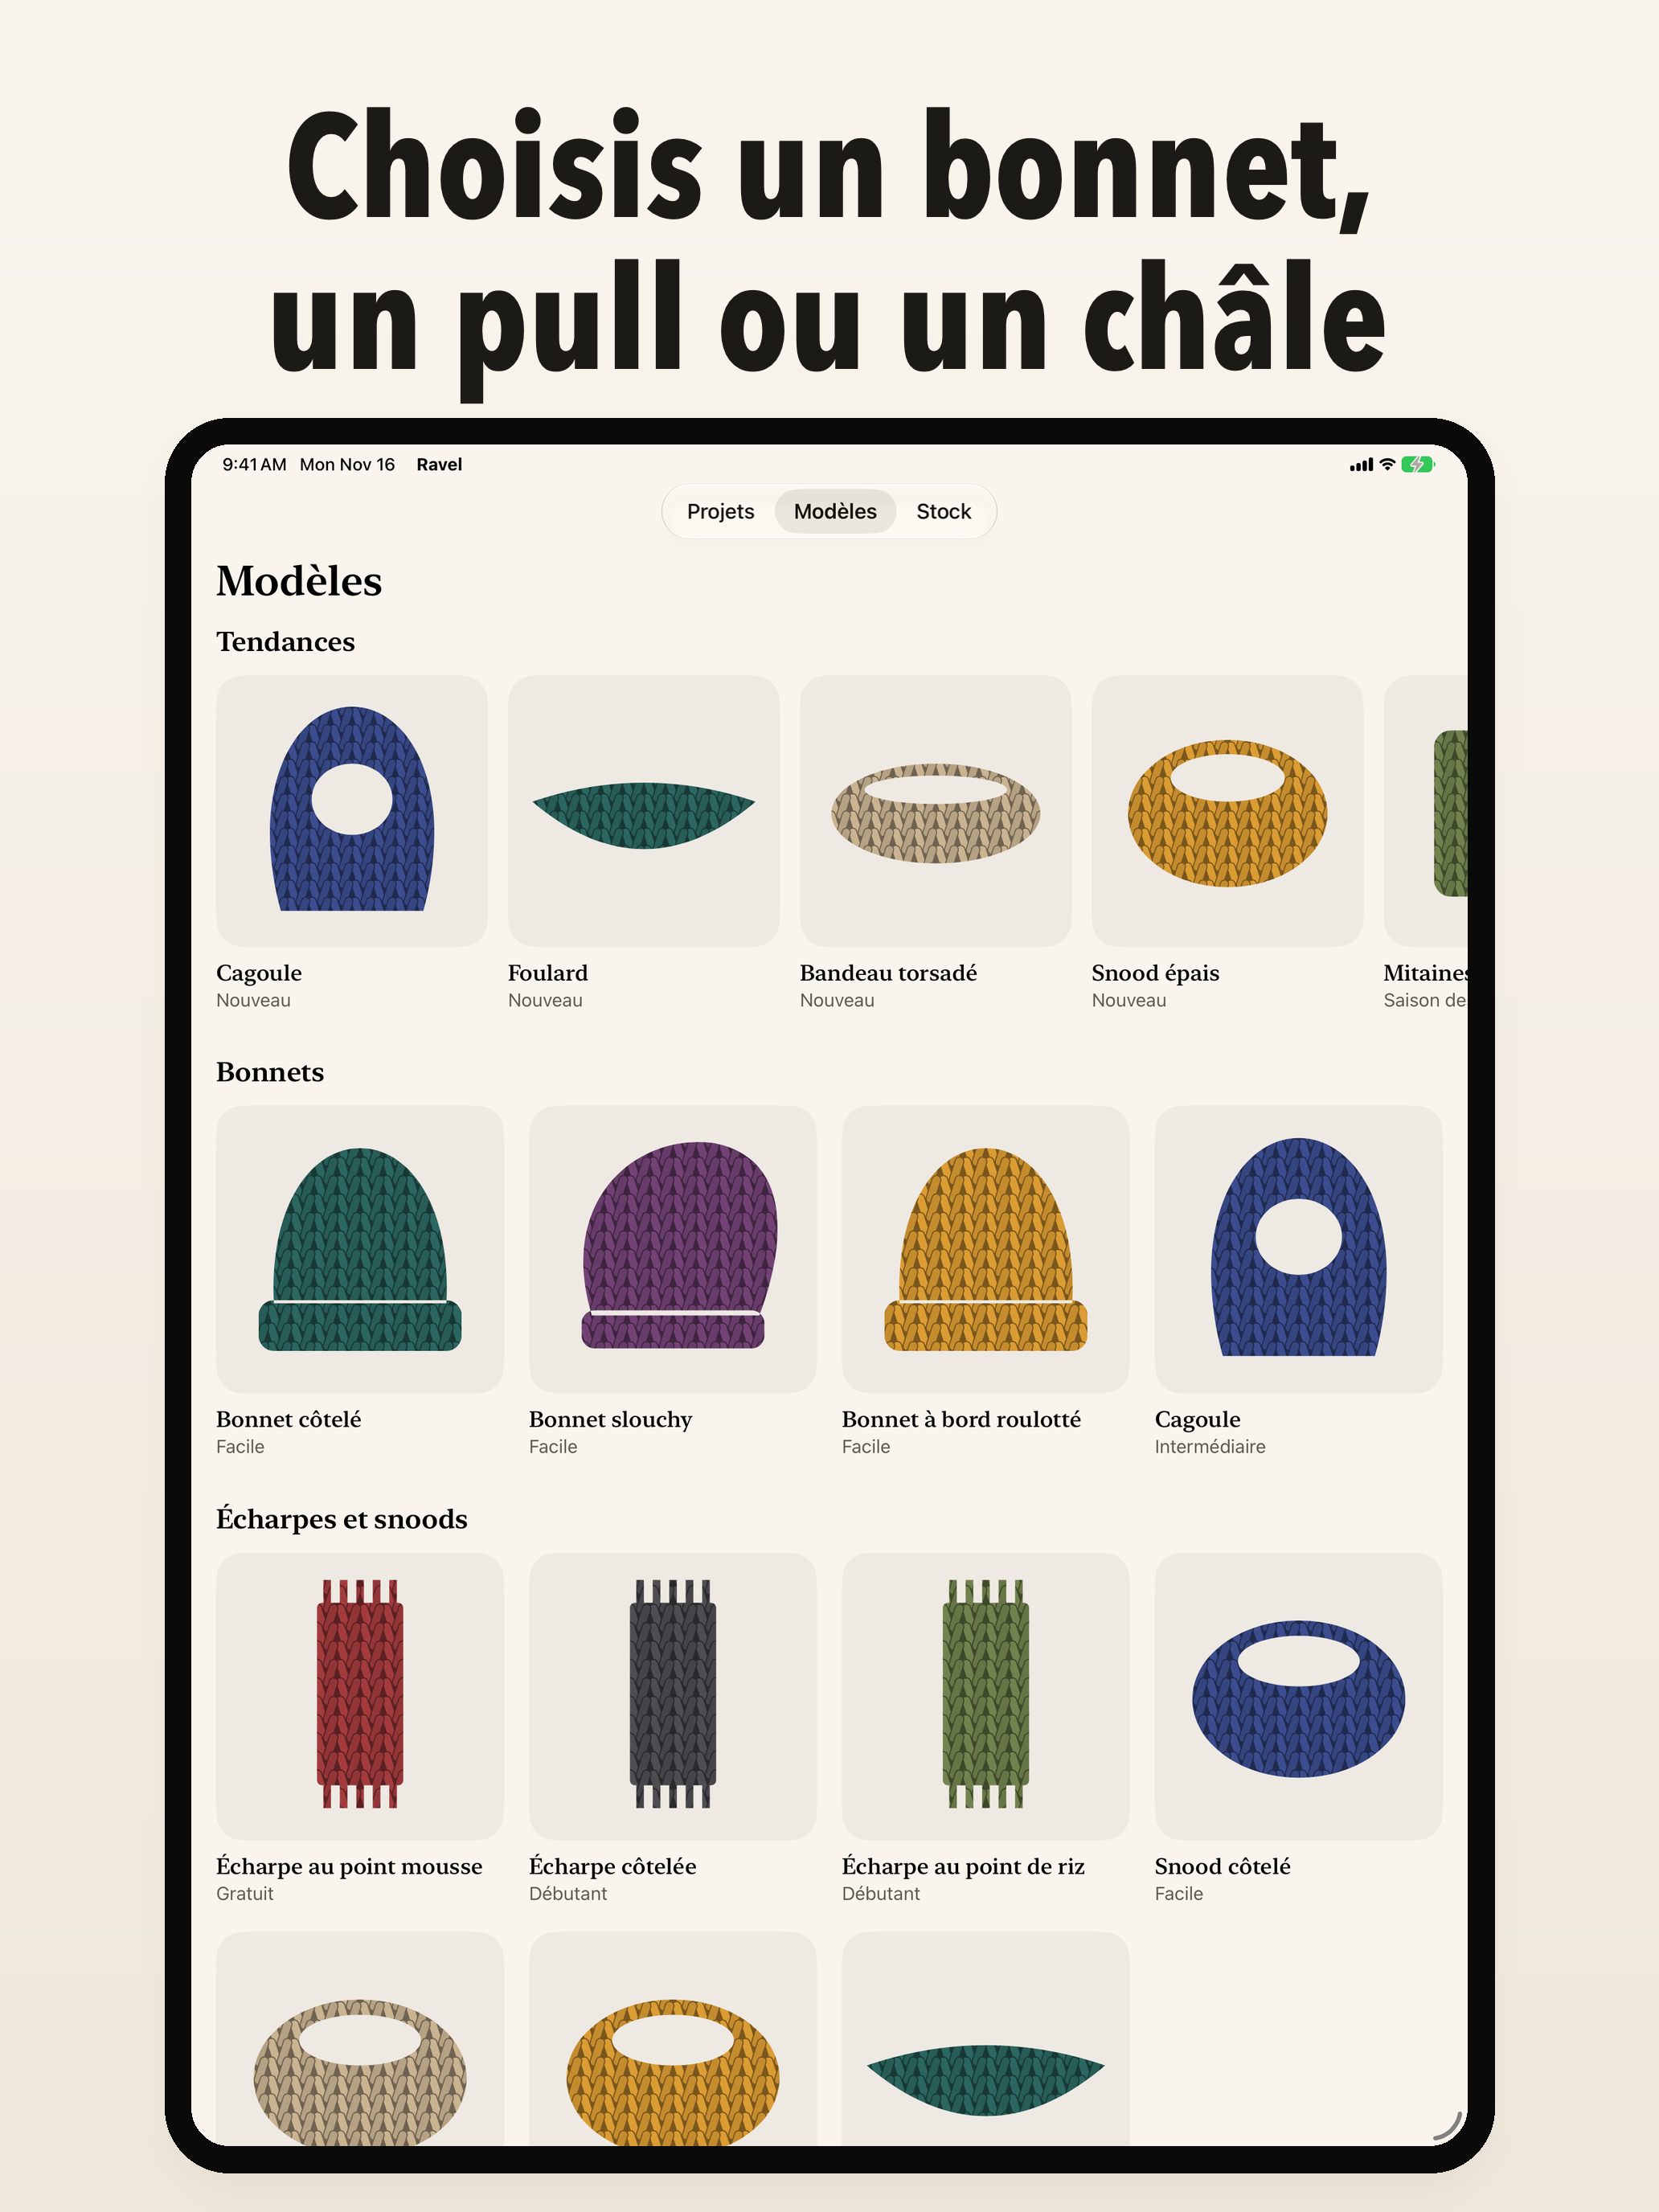 Choisis un bonnet,
un pull ou un châle
9:41 AM Mon Nov 16 Ravel
Projets Modèles Stock
Modèles
Tendances
Cagoule
Nouveau
Foulard
Nouveau
Bandeau torsadé
Nouveau
Snood épais
Nouveau
Mitaines
Saison de
Bonnets
Bonnet côtelé
Facile
Bonnet slouchy
Facile
Bonnet à bord roulotté
Facile
Cagoule
Intermédiaire
Écharpes et snoods
Écharpe au point mousse
Gratuit
Écharpe côtelée
Débutant
Écharpe au point de riz
Débutant
Snood côtelé
Facile